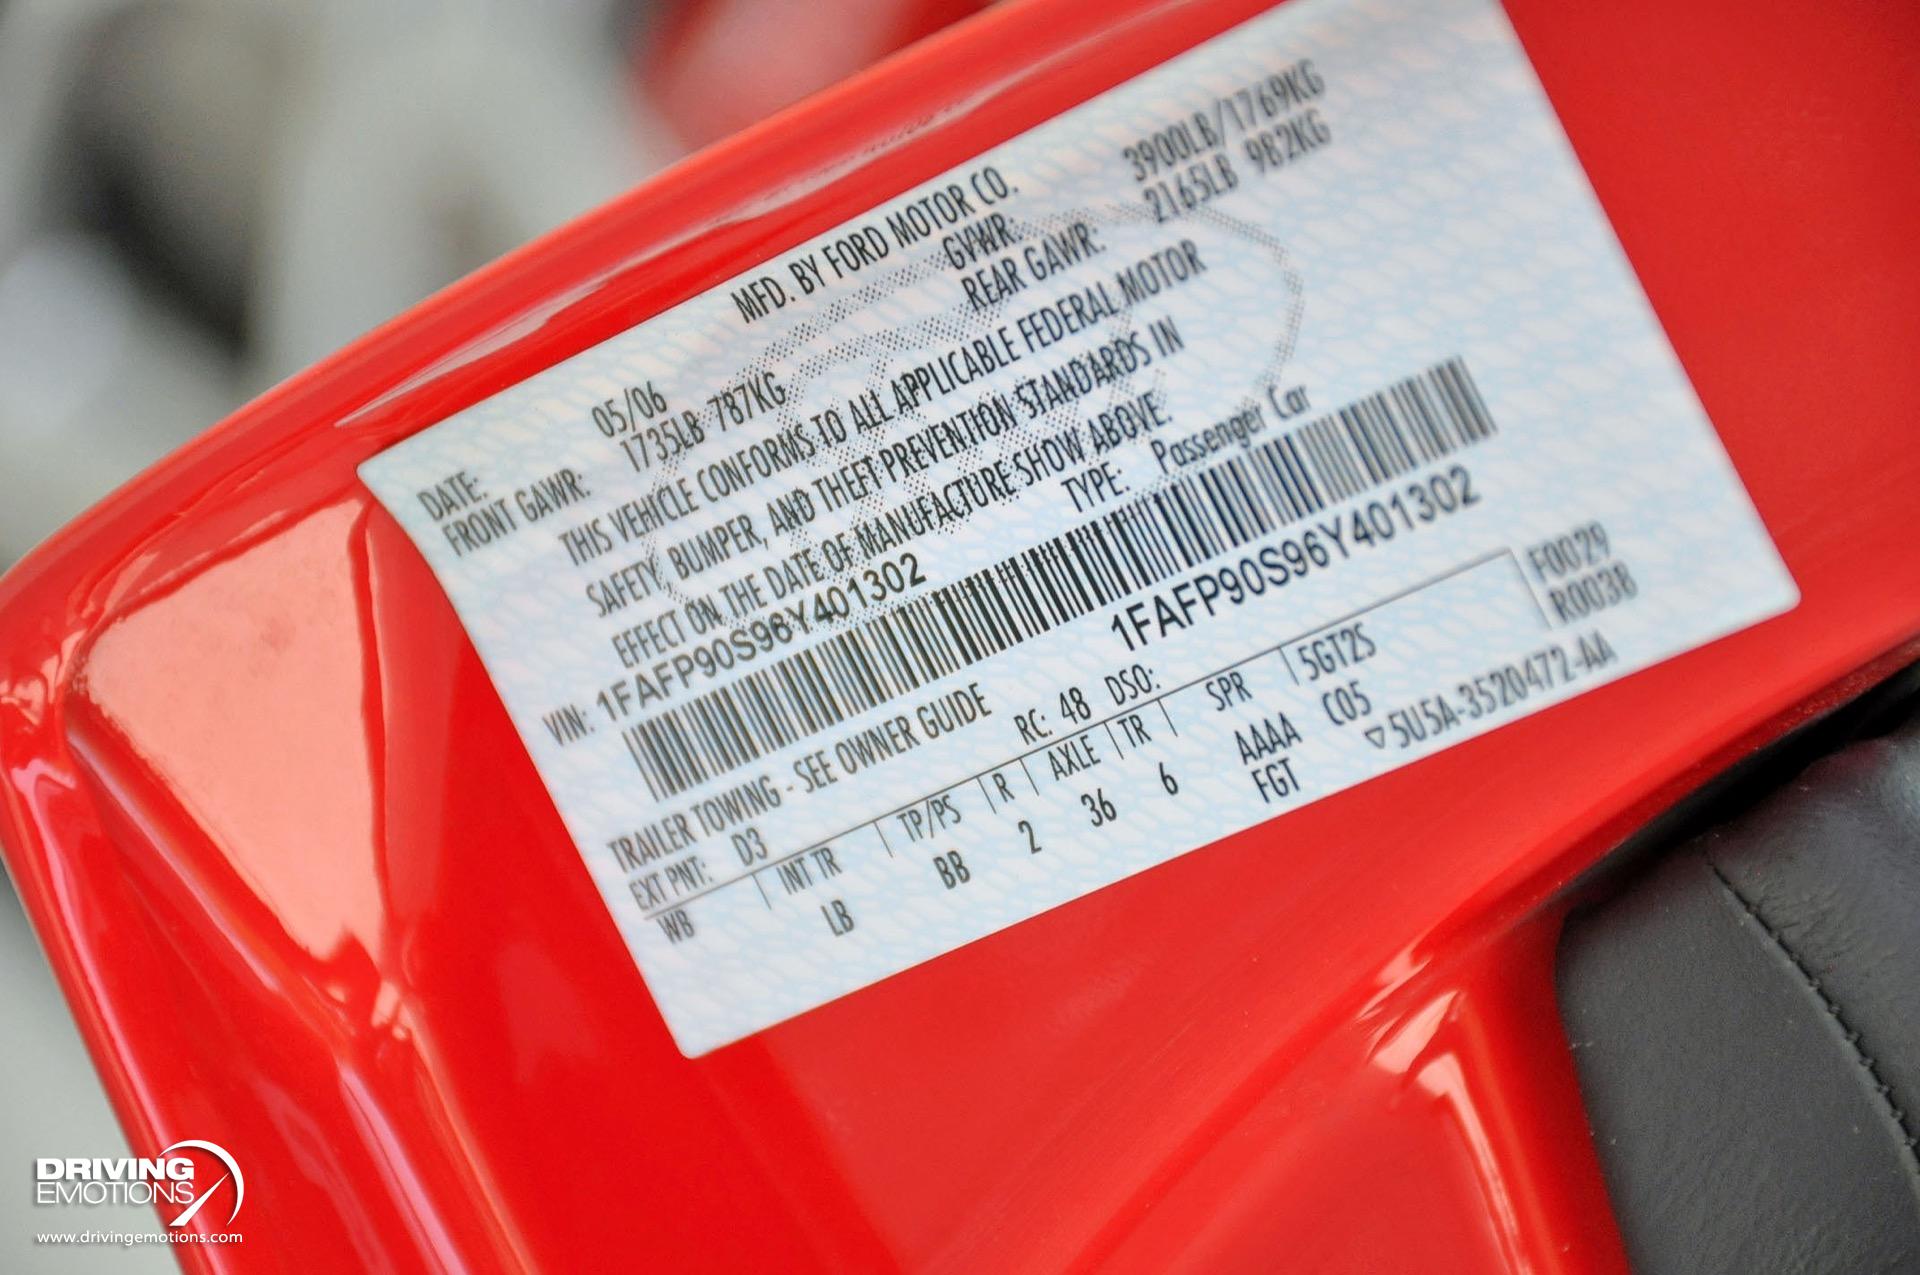 MFD. BY FORD MOTOR CO.
DATE: 05/06 GVWR: 3900LB/1769KG
FRONT GAWR: 1735LB 787KG REAR GAWR: 2165LB 982KG
THIS VEHICLE CONFORMS TO ALL APPLICABLE FEDERAL MOTOR
SAFETY, BUMPER, AND THEFT PREVENTION STANDARDS IN
EFFECT ON THE DATE OF MANUFACTURE SHOW ABOVE.
VIN: 1FAFP90S96Y401302 TYPE: Passenger Car
1FAFP90S96Y401302
F0029
R0038
TRAILER TOWING - SEE OWNER GUIDE
EXT PNT: D3 RC: 48 DSO:
WB INT TR TP/PS R AXLE TR SPR 5GT2S
LB BB 2 36 6 AAAA C05
FGT ▽5U5A-3520472-AA
DRIVING
EMOTIONS
www.drivingemotions.com